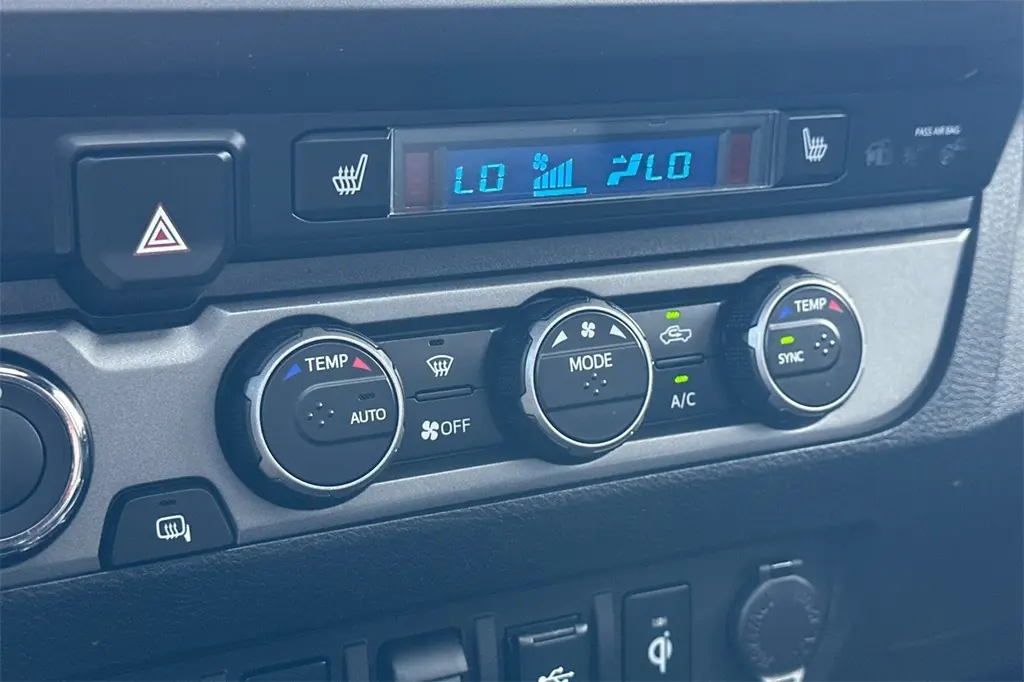 PASS AIR BAG
LO LO
TEMP
AUTO
OFF
MODE
A/C
TEMP
SYNC